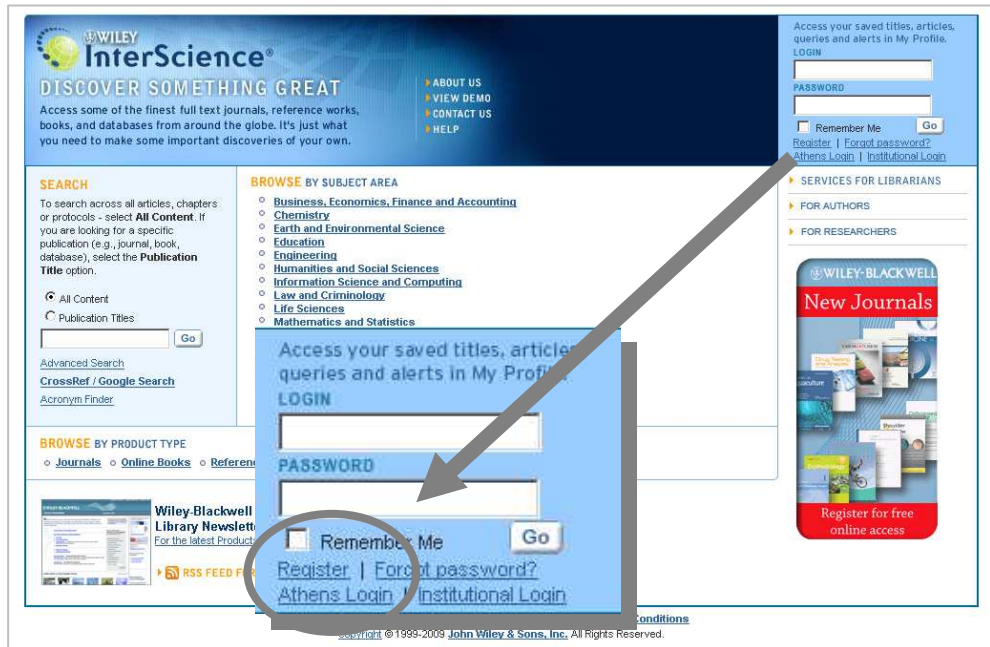 WILEY
InterScience®
DISCOVER SOMETHING GREAT
Access some of the finest full text journals, reference works,
books, and databases from around the globe. It's just what
you need to make some important discoveries of your own.
ABOUT US
VIEW DEMO
CONTACT US
HELP
Access your saved titles, articles,
queries and alerts in My Profile.
LOGIN
PASSWORD
Remember Me Go
Register | Forgot password?
Athens Login | Institutional Login
SEARCH
To search across all articles, chapters
or protocols - select All Content. If
you are looking for a specific
publication (e.g., journal, book,
database), select the Publication
Title option.
All Content
Publication Titles
Go
Advanced Search
CrossRef / Google Search
Acronym Finder
BROWSE BY SUBJECT AREA
Business, Economics, Finance and Accounting
Chemistry
Earth and Environmental Science
Education
Engineering
Humanities and Social Sciences
Information Science and Computing
Law and Criminology
Life Sciences
Mathematics and Statistics
SERVICES FOR LIBRARIANS
FOR AUTHORS
FOR RESEARCHERS
WILEY-BLACKWELL
New Journals
Register for free
online access
Access your saved titles, article
queries and alerts in My Profile.
LOGIN
PASSWORD
Remember Me Go
Register | Forgot password?
Athens Login | Institutional Login
BROWSE BY PRODUCT TYPE
Journals Online Books Referen
Wiley-Blackwell
Library Newslett
For the latest Produc
RSS FEED F
Conditions
Copyright © 1999-2009 John Wiley & Sons, Inc. All Rights Reserved.